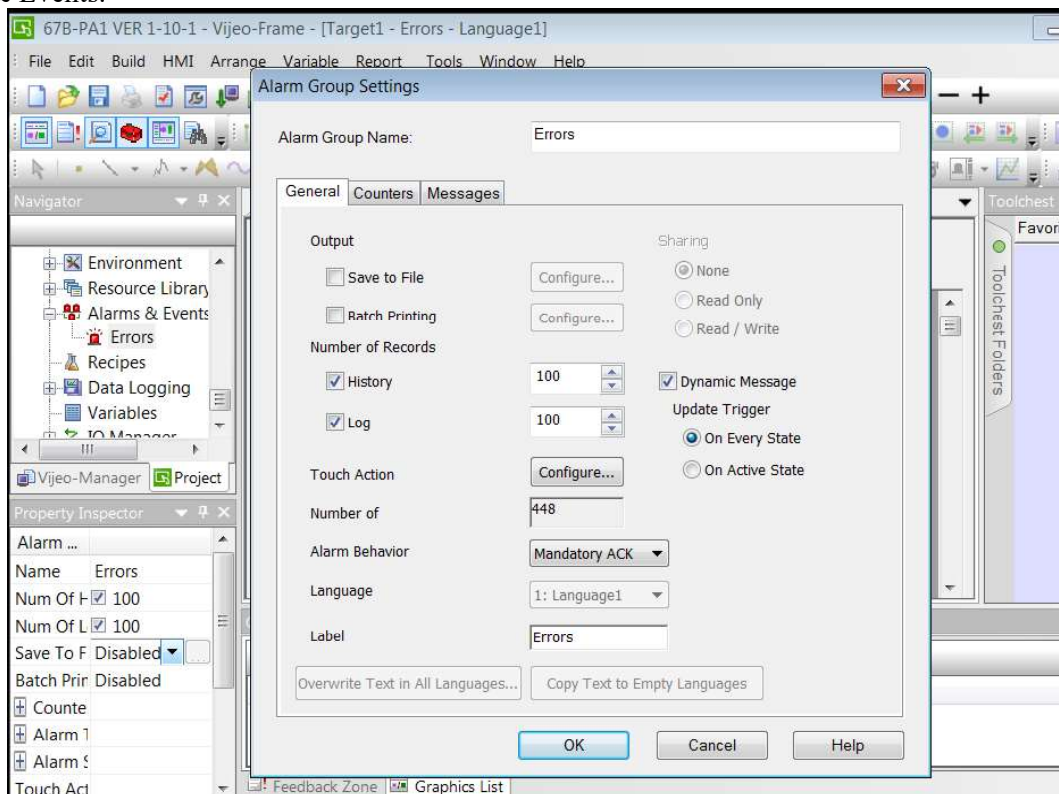 e Events.
67B-PA1 VER 1-10-1 - Vijeo-Frame - [Target1 - Errors - Language1]
File Edit Build HMI Arrange Variable Report Tools Window Help
Alarm Group Settings
Alarm Group Name: Errors
General Counters Messages
Navigator
Environment
Resource Library
Alarms & Events
Errors
Recipes
Data Logging
Variables
IO Manager
Vijeo-Manager Project
Output
Save to File Configure...
Batch Printing Configure...
Number of Records
History 100
Log 100
Touch Action Configure...
Number of 448
Alarm Behavior Mandatory ACK
Language 1: Language1
Label Errors
Overwrite Text in All Languages... Copy Text to Empty Languages
Sharing
None
Read Only
Read / Write
Dynamic Message
Update Trigger
On Every State
On Active State
OK Cancel Help
Toolchest
Favor
Toolchest Folders
Property Inspector
Alarm ...
Name Errors
Num Of H 100
Num Of L 100
Save To F Disabled
Batch Prin Disabled
Counte
Alarm T
Alarm S
Touch Act
Feedback Zone Graphics List